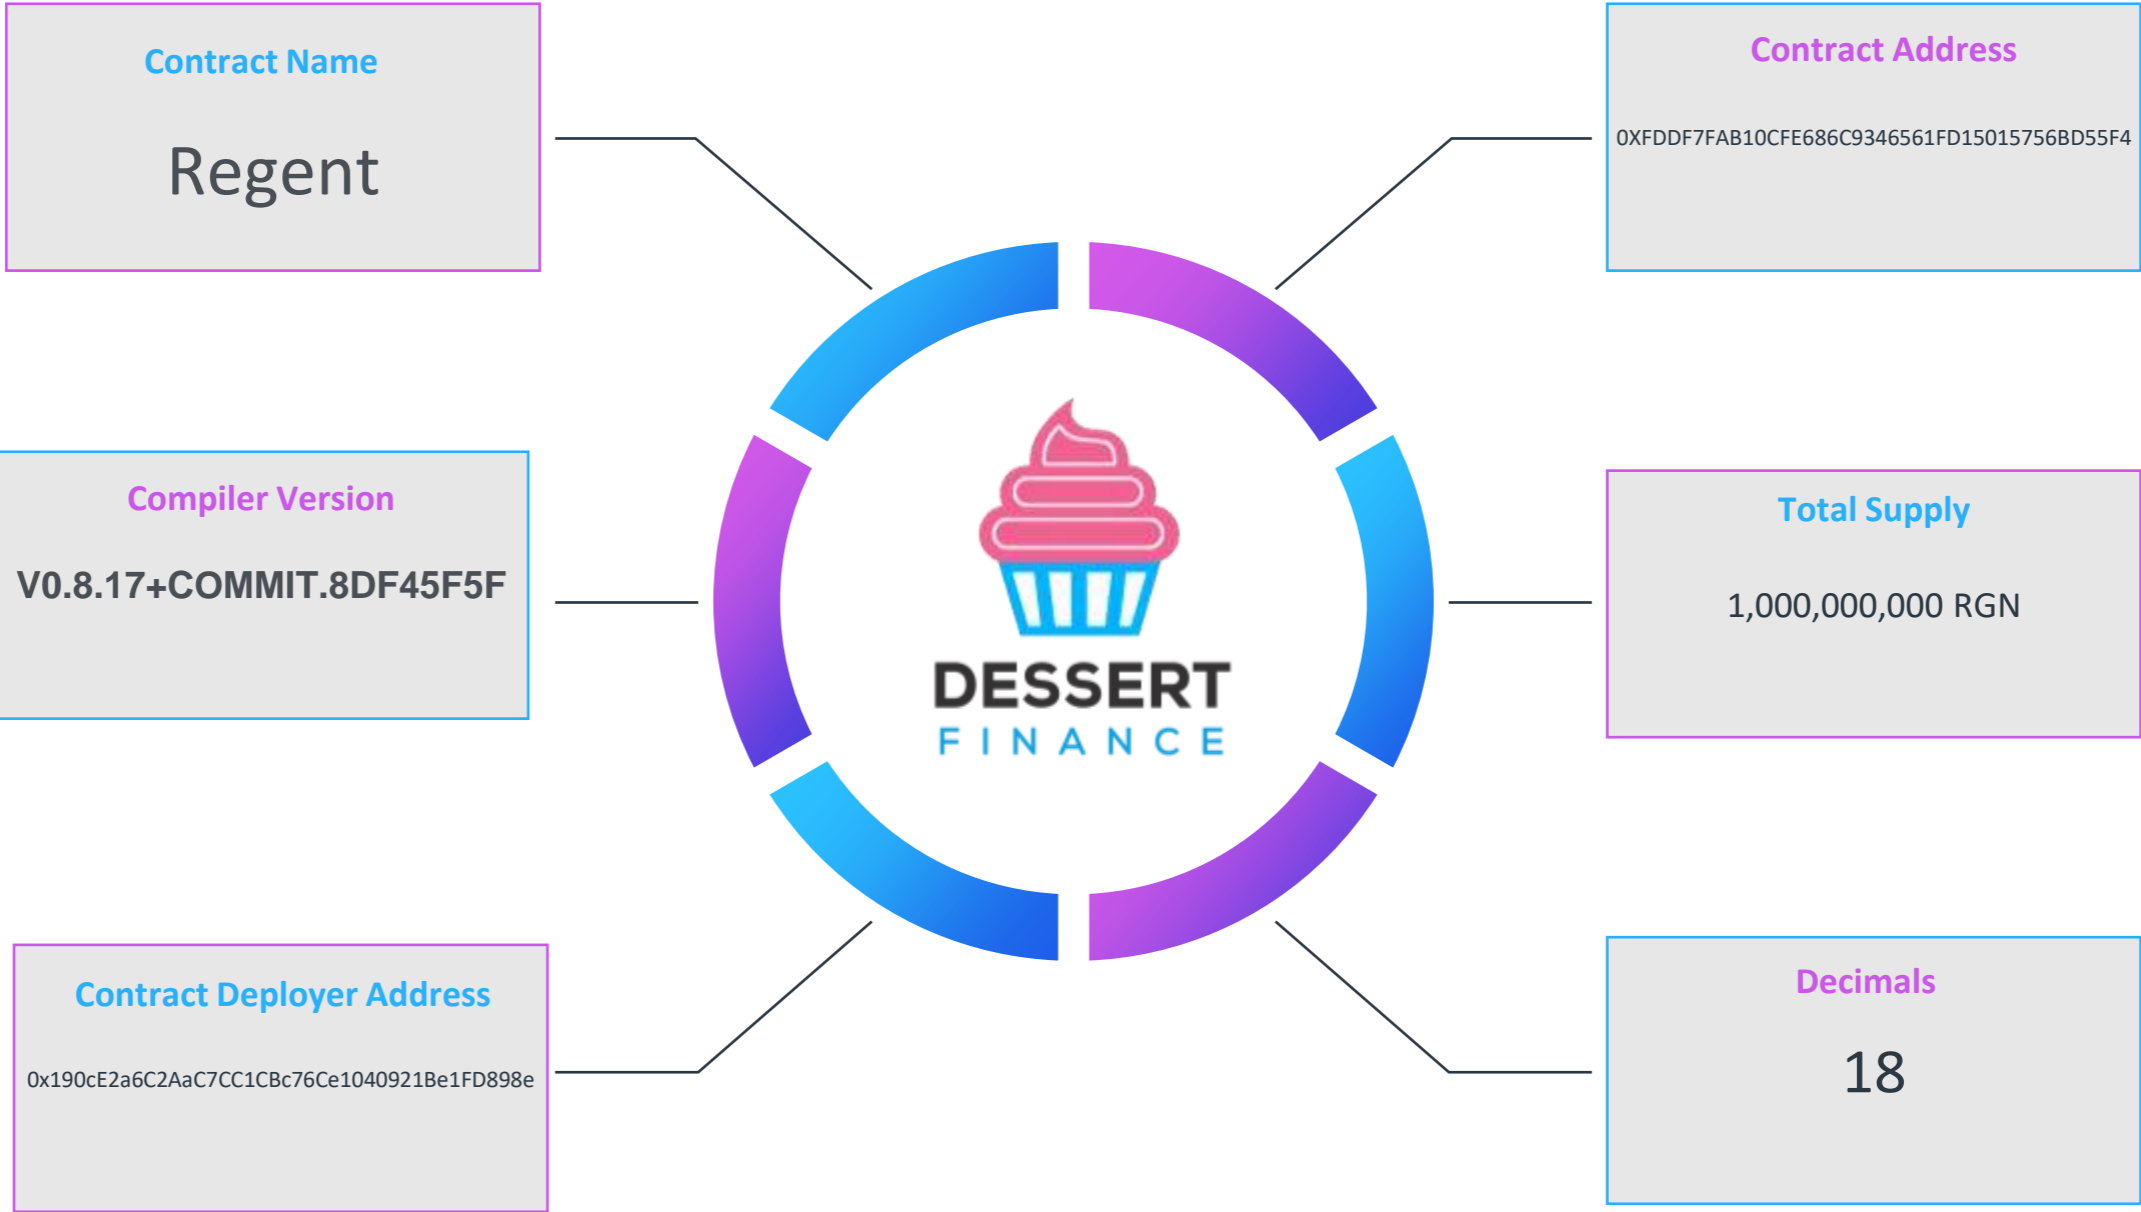 Contract Name
Regent
Contract Address
0XFDDF7FAB10CFE686C9346561FD15015756BD55F4
Compiler Version
V0.8.17+COMMIT.8DF45F5F
DESSERT
FINANCE
Total Supply
1,000,000,000 RGN
Contract Deployer Address
0x190cE2a6C2AaC7CC1CBc76Ce1040921Be1FD898e
Decimals
18